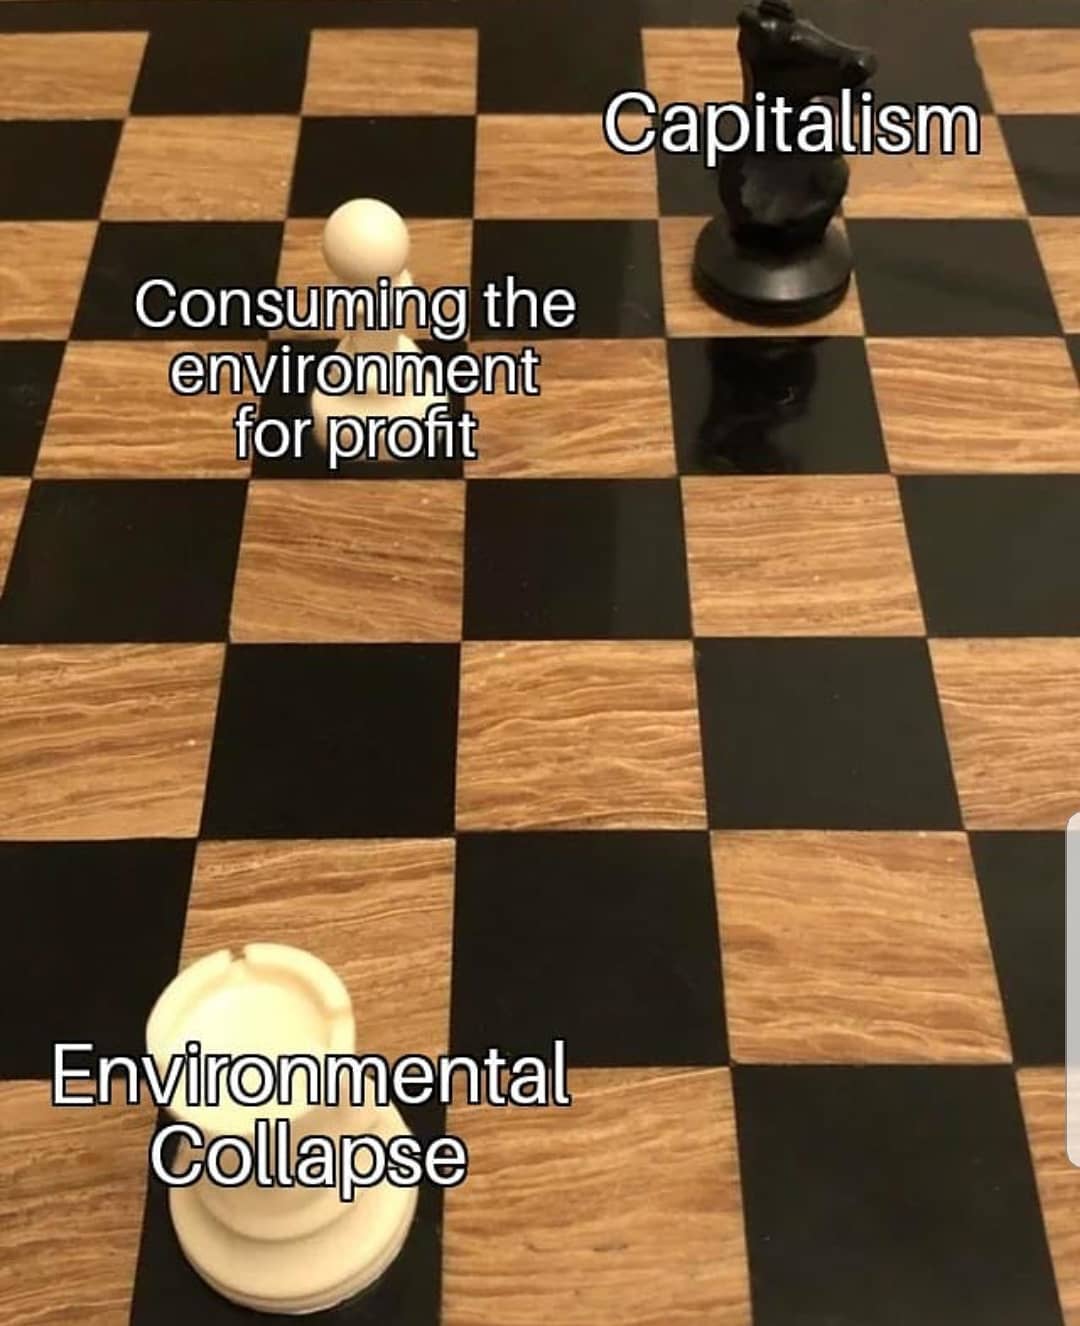 Capitalism
Consuming the
environment
for profit
Environmental
Collapse